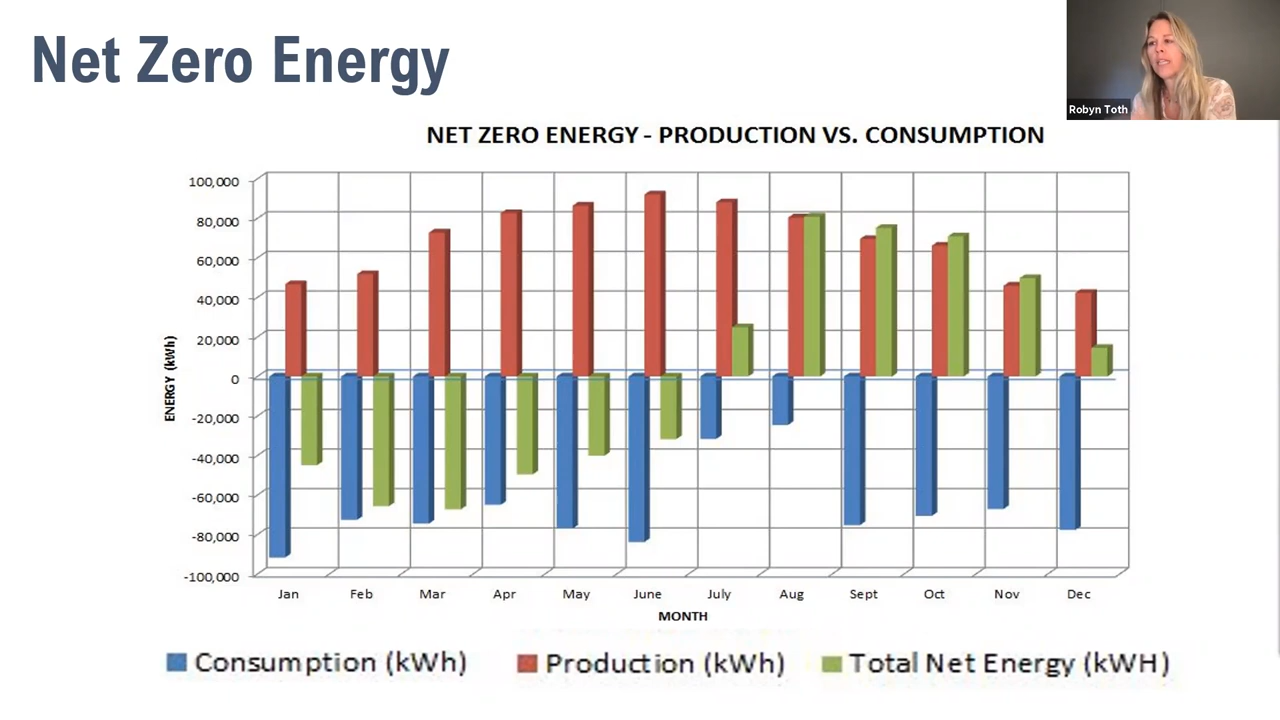 Net Zero Energy
Robyn Toth
NET ZERO ENERGY - PRODUCTION VS. CONSUMPTION
100,000
80,000
60,000
40,000
20,000
0
-20,000
-40,000
-60,000
-80,000
-100,000
ENERGY (kWh)
Jan Feb Mar Apr May June July Aug Sept Oct Nov Dec
MONTH
Consumption (kWh) Production (kWh) Total Net Energy (kWH)